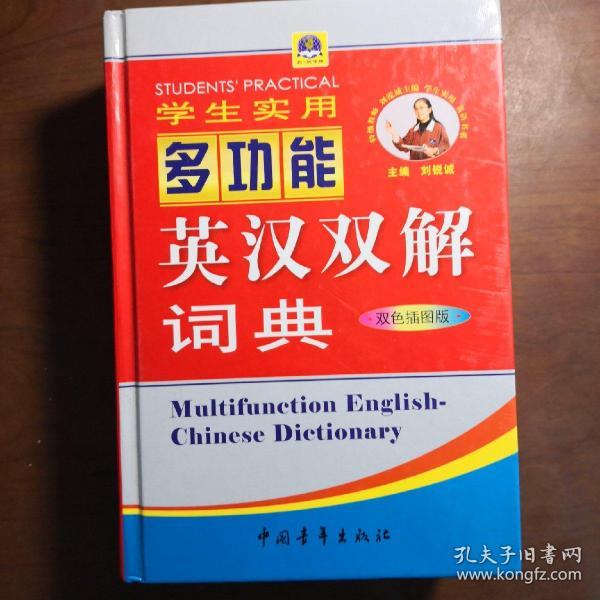 STUDENTS' PRACTICAL
学生实用
多功能
英汉双解
词典
主编 刘锐诚
·双色插图版·
Multifunction English-
Chinese Dictionary
中国青年出版社
孔夫子旧书网
www.kongfz.com